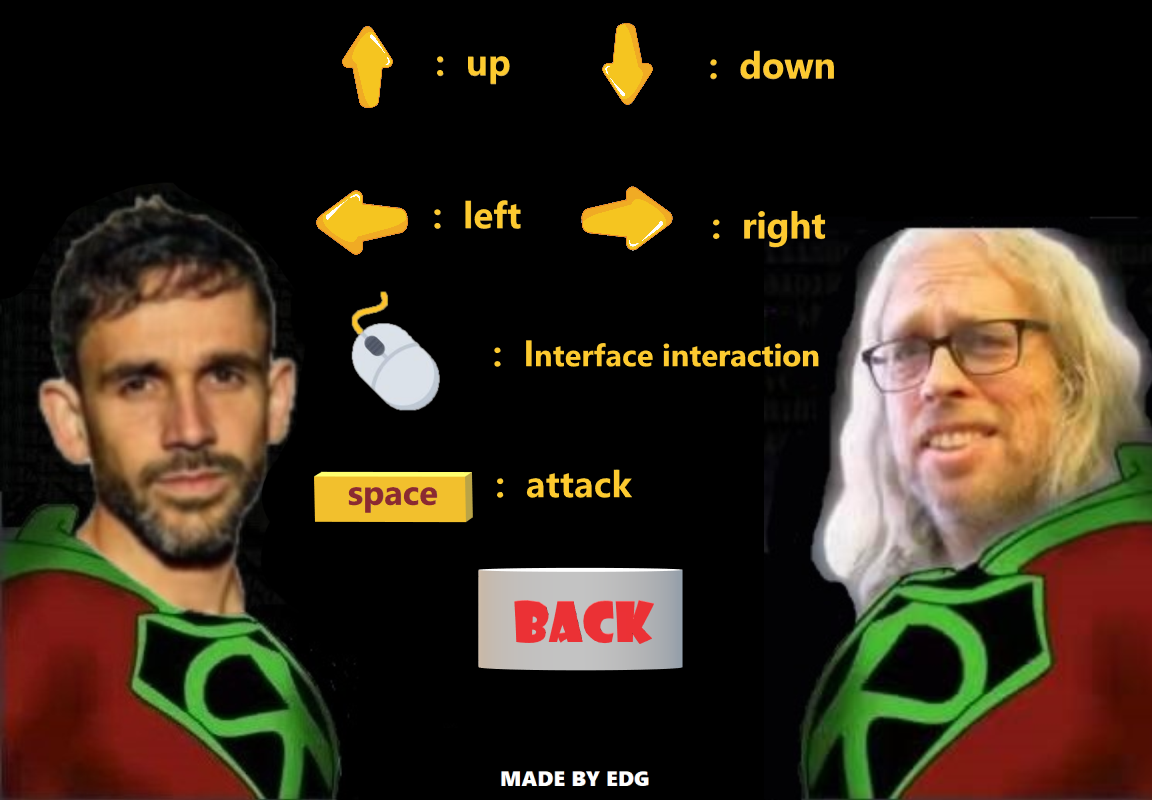 : up
: down
: left
: right
: Interface interaction
space : attack
BACK
MADE BY EDG